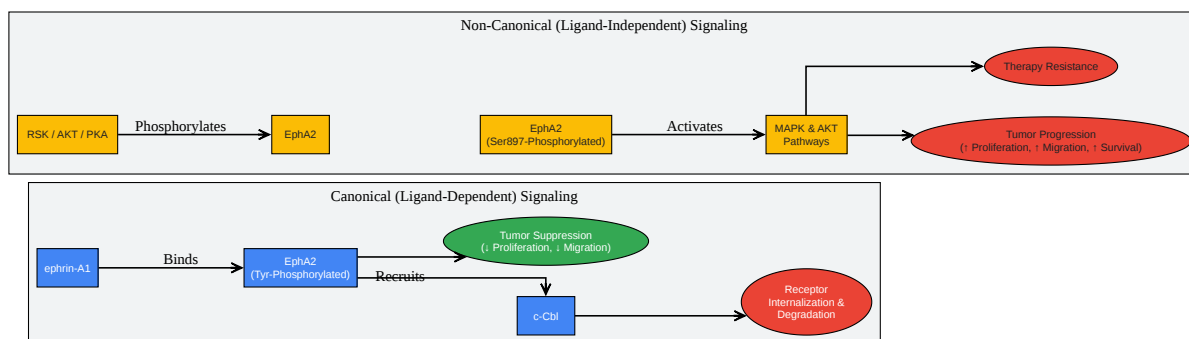 Non-Canonical (Ligand-Independent) Signaling
Therapy Resistance
RSK / AKT / PKA
Phosphorylates
EphA2
EphA2
(Ser897-Phosphorylated)
Activates
MAPK & AKT
Pathways
Tumor Progression
(↑ Proliferation, ↑ Migration, ↑ Survival)
Canonical (Ligand-Dependent) Signaling
ephrin-A1
Binds
EphA2
(Tyr-Phosphorylated)
Tumor Suppression
(↓ Proliferation, ↓ Migration)
Recruits
c-Cbl
Receptor
Internalization &
Degradation